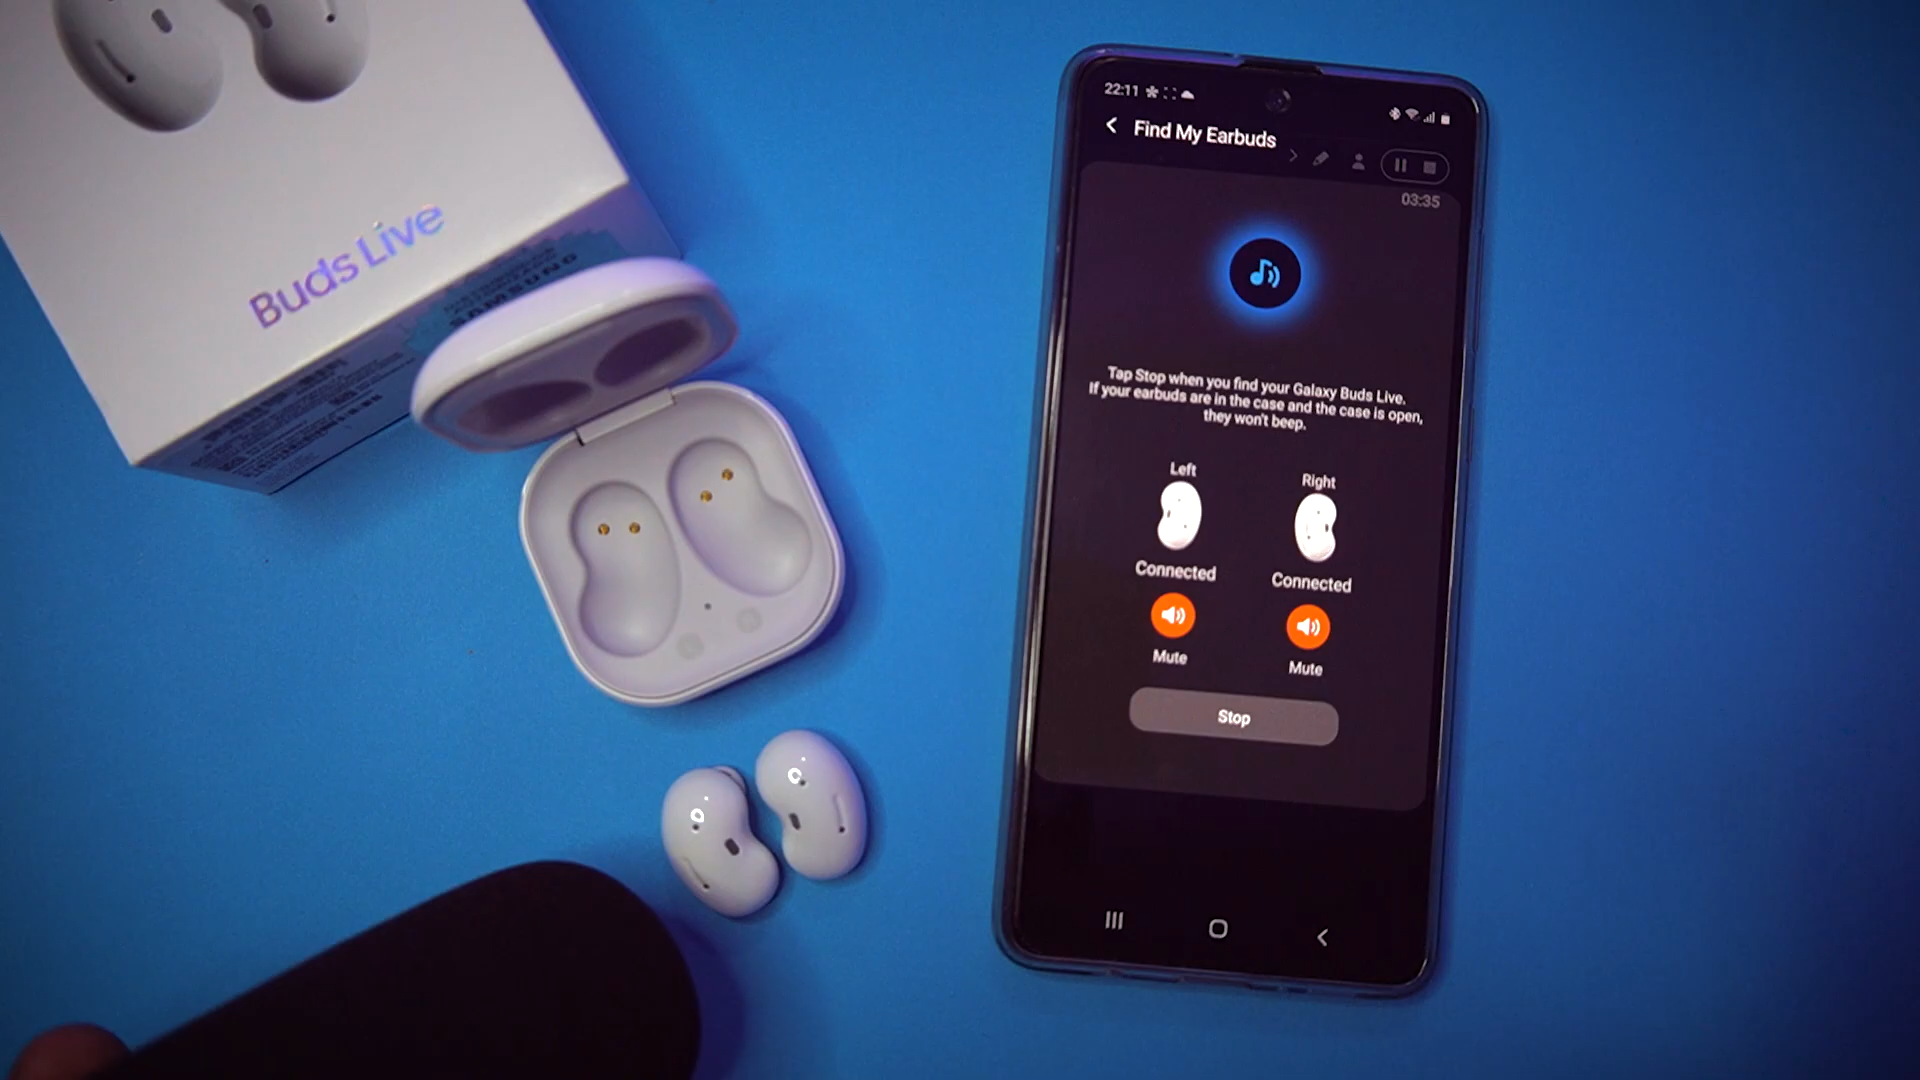 Buds Live
SAMSUNG
22:11
Find My Earbuds
03:35
Tap Stop when you find your Galaxy Buds Live.
If your earbuds are in the case and the case is open,
they won't beep.
Left
Right
Connected
Connected
Mute
Mute
Stop